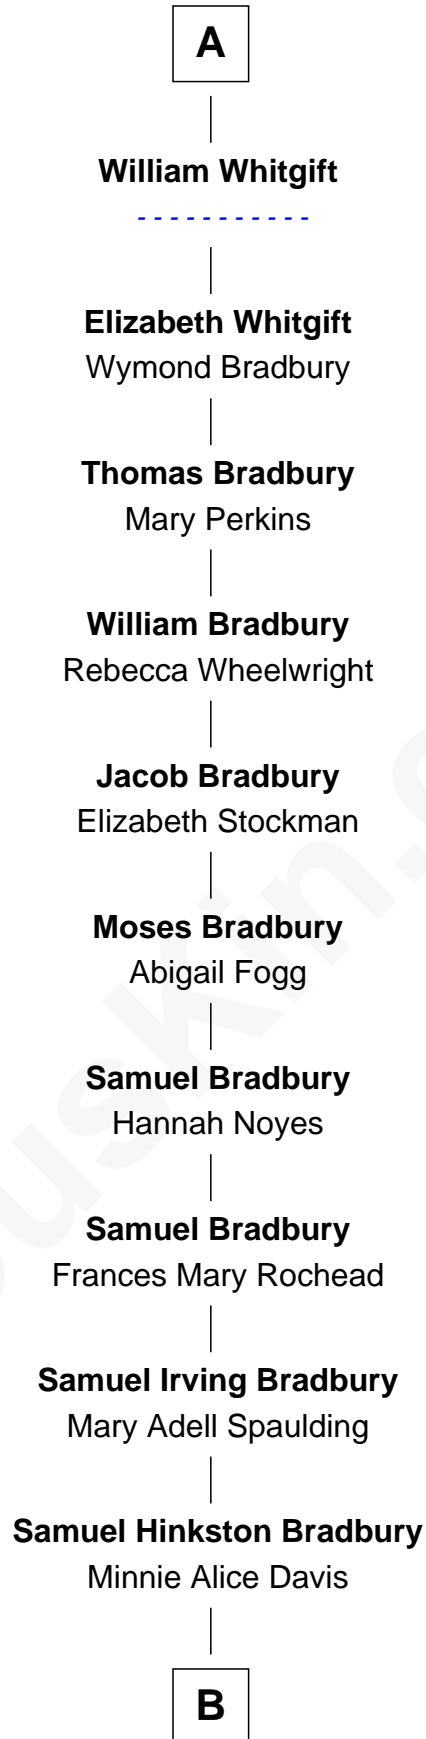 A
William Whitgift
- - - - - - - - - - -
Elizabeth Whitgift
Wymond Bradbury
Thomas Bradbury
Mary Perkins
William Bradbury
Rebecca Wheelwright
Jacob Bradbury
Elizabeth Stockman
Moses Bradbury
Abigail Fogg
Samuel Bradbury
Hannah Noyes
Samuel Bradbury
Frances Mary Rochead
Samuel Irving Bradbury
Mary Adell Spaulding
Samuel Hinkston Bradbury
Minnie Alice Davis
B